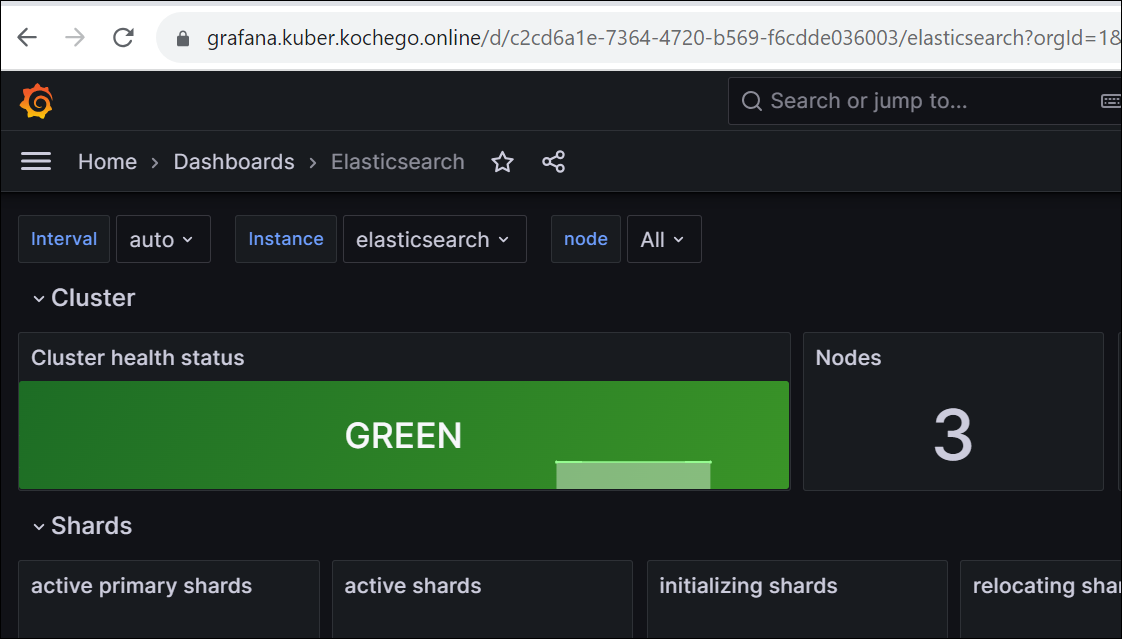 grafana.kuber.kochego.online/d/c2cd6a1e-7364-4720-b569-f6cdde036003/elasticsearch?orgId=1&
Search or jump to...
Home › Dashboards › Elasticsearch
Interval auto Instance elasticsearch node All
Cluster
Cluster health status
GREEN
Nodes
3
Shards
active primary shards
active shards
initializing shards
relocating shar